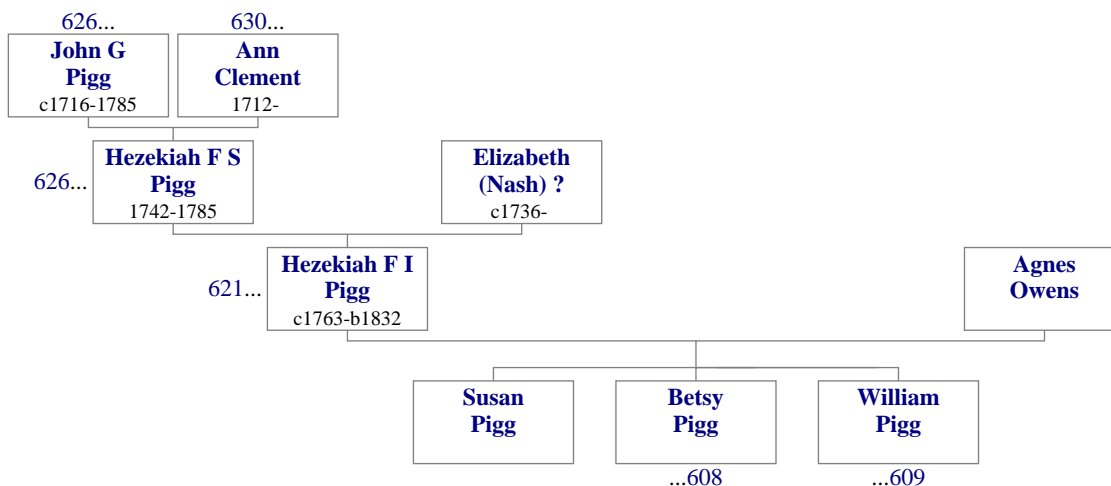 626...
630...
John G
Pigg
c1716-1785
Ann
Clement
1712-
626...
Hezekiah F S
Pigg
1742-1785
Elizabeth
(Nash) ?
c1736-
621...
Hezekiah F I
Pigg
c1763-b1832
Agnes
Owens
Susan
Pigg
Betsy
Pigg
William
Pigg
...608
...609